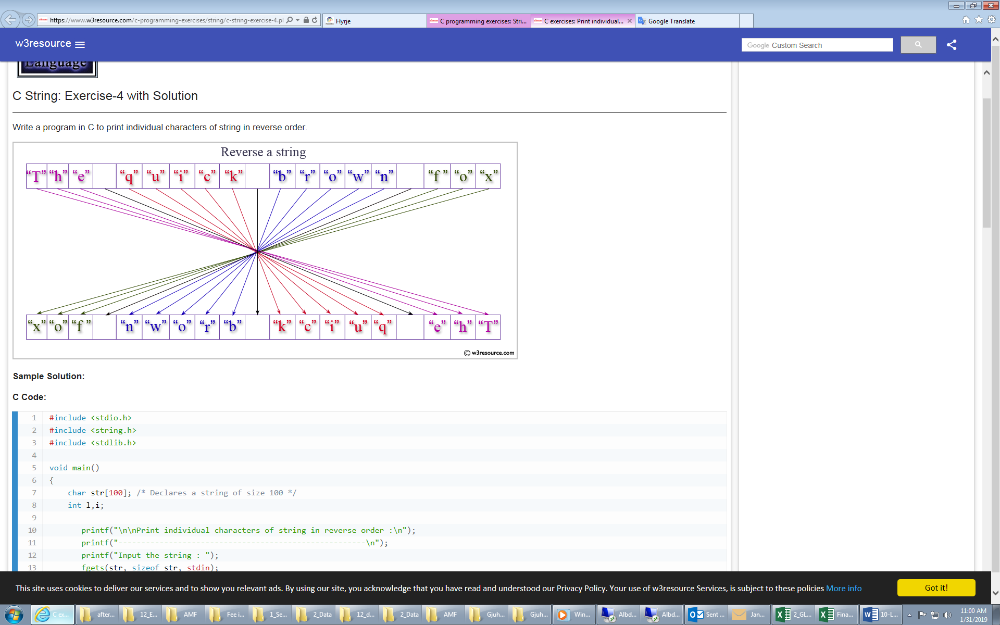 https://www.w3resource.com/c-programming-exercises/string/c-string-exercise-4.pl
Hyrje
C programming exercises: Stri...
C exercises: Print individual...
Google Translate
w3resource
Google Custom Search
Language
C String: Exercise-4 with Solution
Write a program in C to print individual characters of string in reverse order.
Reverse a string
“T” “h” “e” “q” “u” “i” “c” “k” “b” “r” “o” “w” “n” “f” “o” “x”
“x” “o” “f” “n” “w” “o” “r” “b” “k” “c” “i” “u” “q” “e” “h” “T”
© w3resource.com
Sample Solution:
C Code:
1 #include <stdio.h>
2 #include <string.h>
3 #include <stdlib.h>
4
5 void main()
6 {
7 char str[100]; /* Declares a string of size 100 */
8 int l,i;
9
10 printf("\n\nPrint individual characters of string in reverse order :\n");
11 printf("------------------------------------------------------\n");
12 printf("Input the string : ");
13 fgets(str, sizeof str, stdin);
This site uses cookies to deliver our services and to show you relevant ads. By using our site, you acknowledge that you have read and understood our Privacy Policy. Your use of w3resource Services, is subject to these policies More info
Got it!
C ex...
after...
12_E...
AMF
Fee i...
1_Se...
2_Data
12_d...
2_Data
AMF
Gjuh...
Gjuh...
Win...
Albd...
Albd...
Sent ...
Jan...
2_GL...
Fina...
10-L...
11:00 AM
1/31/2019